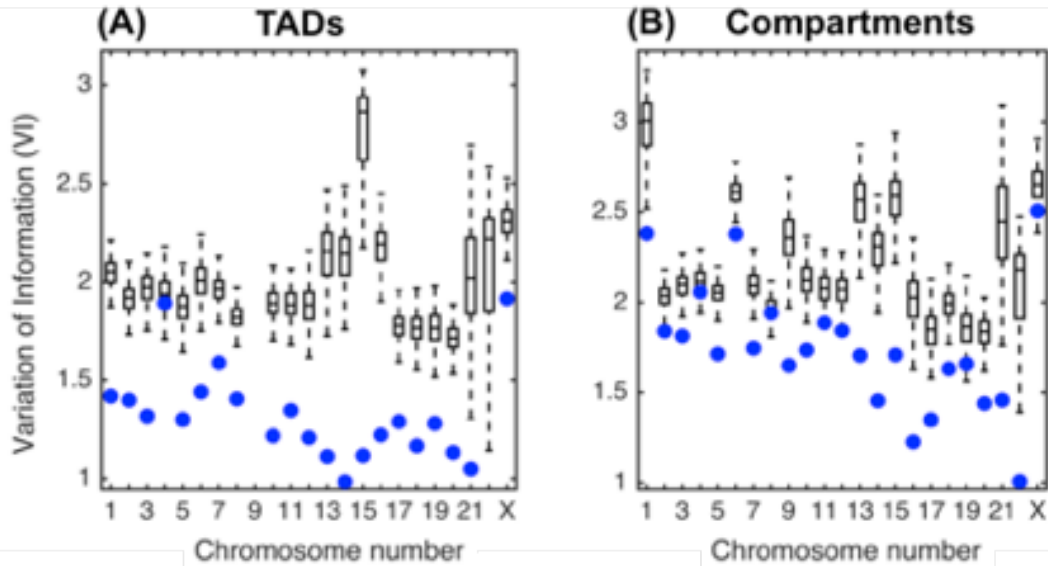 (A) TADs
Variation of Information (VI)
3
2.5
2
1.5
1
1 3 5 7 9 11 13 15 17 19 21 X
Chromosome number
(B) Compartments
3
2.5
2
1.5
1
1 3 5 7 9 11 13 15 17 19 21 X
Chromosome number